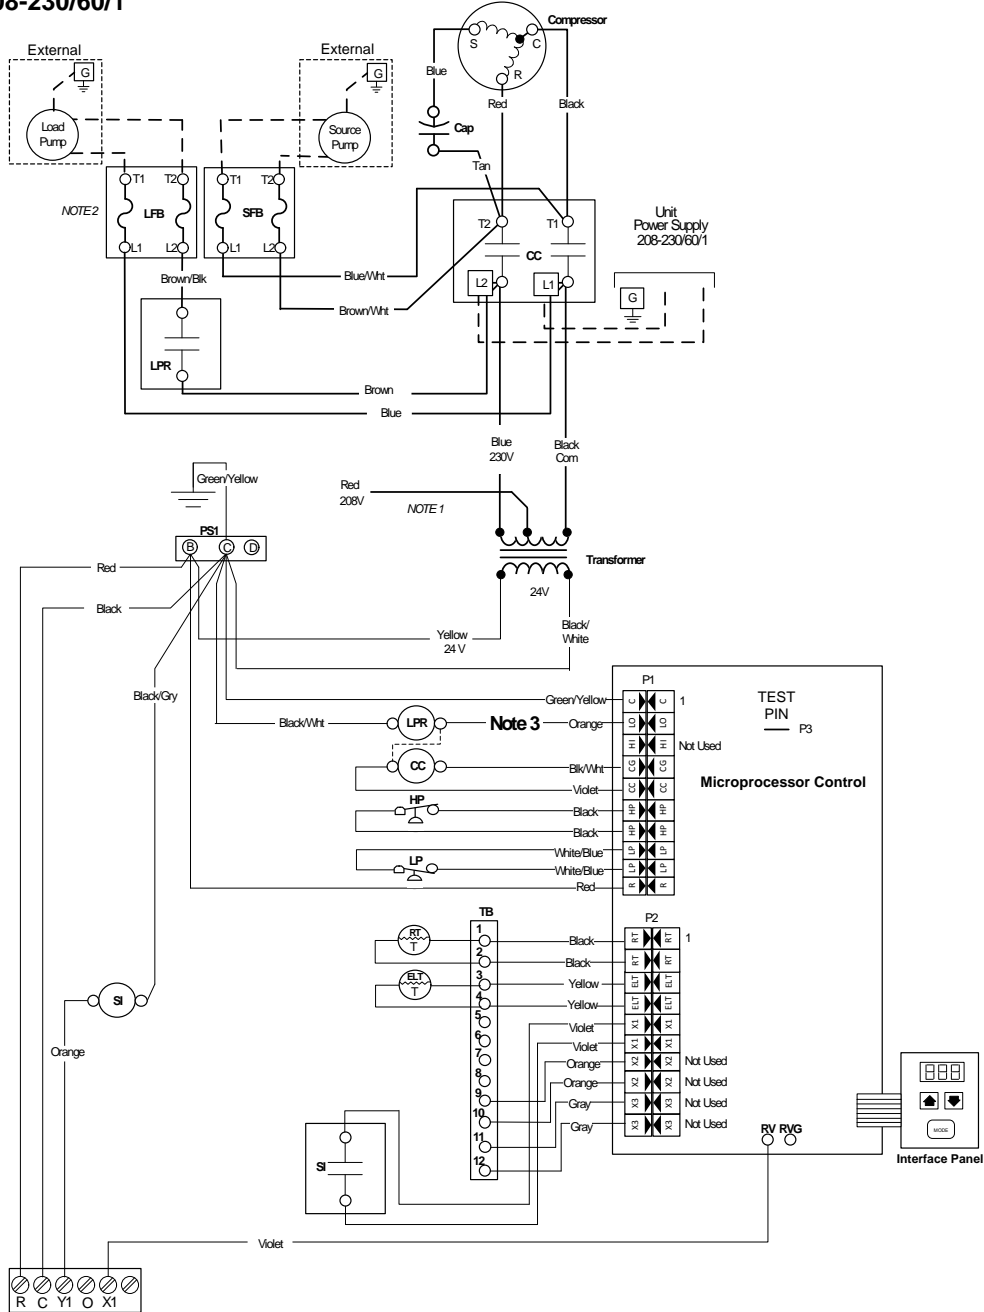 08-230/60/1
Compressor
S
C
R
External
External
G
G
Load
Pump
Source
Pump
Blue
Red
Black
Cap
Tan
T1
T2
T1
T2
NOTE 2
LFB
SFB
L1
L2
L1
L2
T2
T1
CC
L2
L1
Unit
Power Supply
208-230/60/1
G
Brown/Blk
Blue/Wht
Brown/Wht
LPR
Brown
Blue
Blue
230V
Black
Com
Red
208V
NOTE 1
Green/Yellow
PS1
B
C
D
Transformer
24V
Red
Black
Yellow
24 V
Black/
White
Black/Gry
Green/Yellow
P1
C C 1
TEST
PIN
P3
Black/Wht
LPR
Note 3
Orange
LO LO
HI HI Not Used
CC
Blk/Wht
CG CG
Violet
CC CC
Microprocessor Control
HP
Black
HP HP
Black
HP HP
White/Blue
LP LP
LP
White/Blue
LP LP
Red
R R
TB
P2
1
RT
T
Black
RT RT 1
2
Black
RT RT
3
ELT
T
Yellow
ELT ELT
4
Yellow
ELT ELT
5
Violet
X1 X1
6
Violet
X1 X1
7
Orange
X2 X2 Not Used
8
Orange
X2 X2 Not Used
9
Gray
X3 X3 Not Used
10
Gray
X3 X3 Not Used
11
12
SI
Orange
SI
RV RVG
MODE
Interface Panel
Violet
R C Y1 O X1